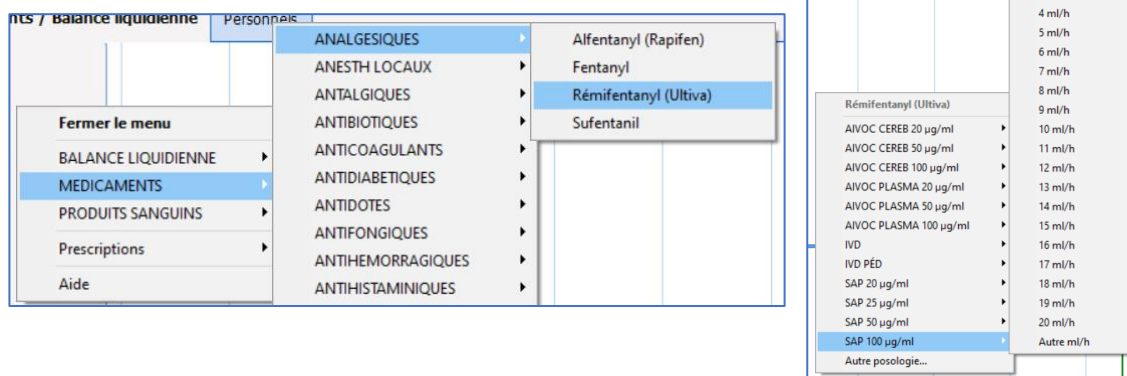 nts / Balance liquidienne
Personnels
Fermer le menu
BALANCE LIQUIDIENNE
MEDICAMENTS
PRODUITS SANGUINS
Prescriptions
Aide
ANALGESIQUES
ANESTH LOCAUX
ANTALGIQUES
ANTIBIOTIQUES
ANTICOAGULANTS
ANTIDIABETIQUES
ANTIDOTES
ANTIFONGIQUES
ANTIHEMORRAGIQUES
ANTIHISTAMINIQUES
Alfentanyl (Rapifen)
Fentanyl
Rémifentanyl (Ultiva)
Sufentanil
Rémifentanyl (Ultiva)
AIVOC CEREB 20 µg/ml
AIVOC CEREB 50 µg/ml
AIVOC CEREB 100 µg/ml
AIVOC PLASMA 20 µg/ml
AIVOC PLASMA 50 µg/ml
AIVOC PLASMA 100 µg/ml
IVD
IVD PÉD
SAP 20 µg/ml
SAP 25 µg/ml
SAP 50 µg/ml
SAP 100 µg/ml
Autre posologie...
4 ml/h
5 ml/h
6 ml/h
7 ml/h
8 ml/h
9 ml/h
10 ml/h
11 ml/h
12 ml/h
13 ml/h
14 ml/h
15 ml/h
16 ml/h
17 ml/h
18 ml/h
19 ml/h
20 ml/h
Autre ml/h